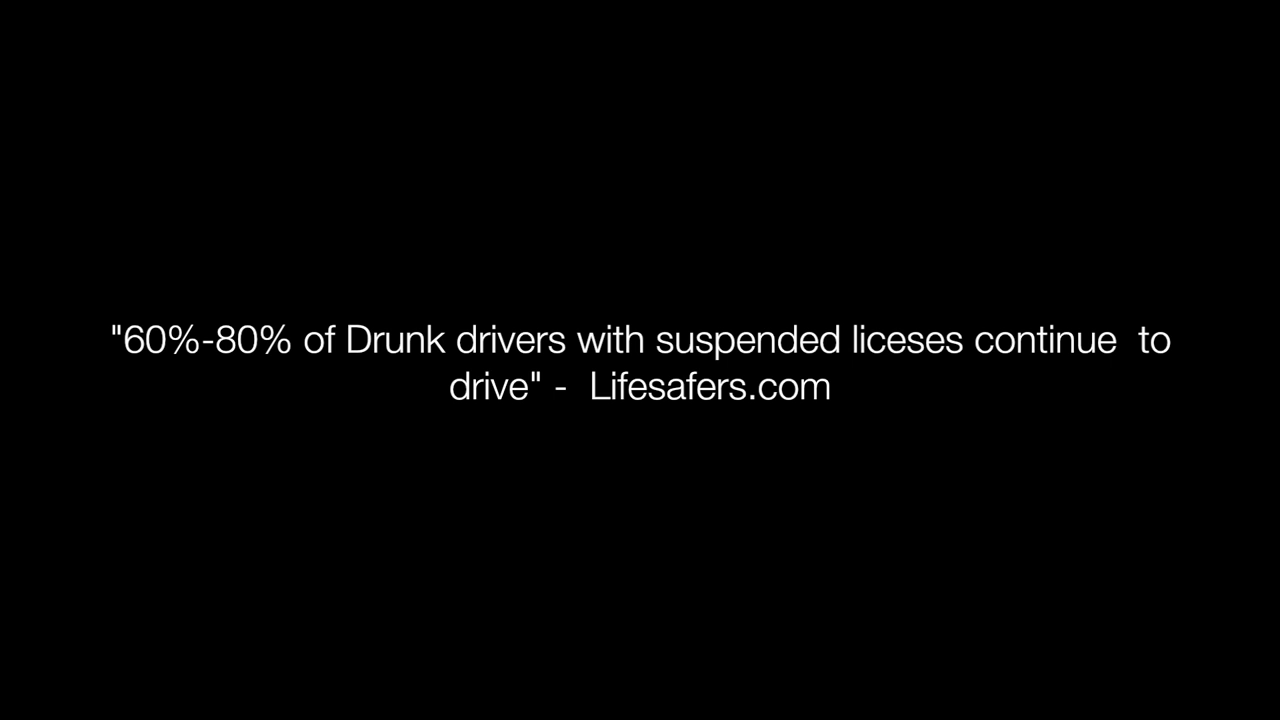 "60%-80% of Drunk drivers with suspended liceses continue  to
drive" -  Lifesafers.com